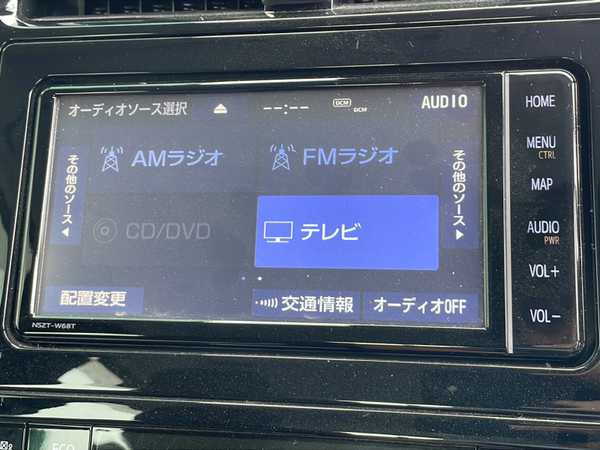 オーディオソース選択
--:--
DCM
DCM
AUDIO
その他のソース
AMラジオ
FMラジオ
その他のソース
CD/DVD
テレビ
配置変更
交通情報
オーディオOFF
NSZT-W68T
HOME
MENU
CTRL
MAP
AUDIO
PWR
VOL+
VOL-
ECO